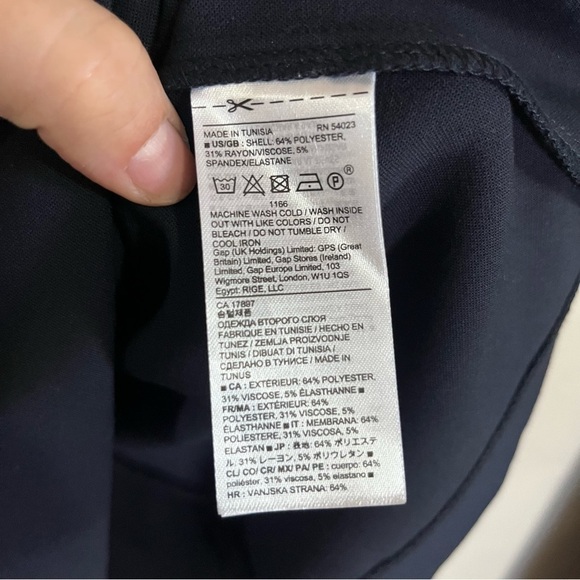 MADE IN TUNISIA RN 54023
■ US/GB : SHELL: 64% POLYESTER,
31% RAYON/VISCOSE, 5%
SPANDEX/ELASTANE
30 P
1166
MACHINE WASH COLD / WASH INSIDE
OUT WITH LIKE COLORS / DO NOT
BLEACH / DO NOT TUMBLE DRY /
COOL IRON
Gap (UK Holdings) Limited: GPS (Great
Britain) Limited, Gap Stores (Ireland)
Limited, Gap Europe Limited, 103
Wigmore Street, London, W1U 1QS
Egypt: RIGE, LLC
CA 17897
솜털제품
ОДЕЖДА ВТОРОГО СЛОЯ
FABRIQUÉ EN TUNISIE / HECHO EN
TUNEZ / ZEMLJA PROIZVODNJE
TUNIS / DIBUAT DI TUNISIA /
СДЕЛАНО В ТУНИСЕ / MADE IN
TUNUS
■ CA : EXTÉRIEUR: 64% POLYESTER,
31% VISCOSE, 5% ÉLASTHANNE ■
FR/MA : EXTÉRIEUR: 64%
POLYESTER, 31% VISCOSE, 5%
ÉLASTHANNE ■ IT : MEMBRANA: 64%
POLIESTERE, 31% VISCOSA, 5%
ELASTAN ■ JP : 表地: 64% ポリエステ
ル, 31% レーヨン, 5% ポリウレタン ■
CL/ CO/ CR/ MX/ PA/ PE : cuerpo: 64%
poliéster, 31% viscosa, 5% elastano ■
HR : VANJSKA STRANA: 64%